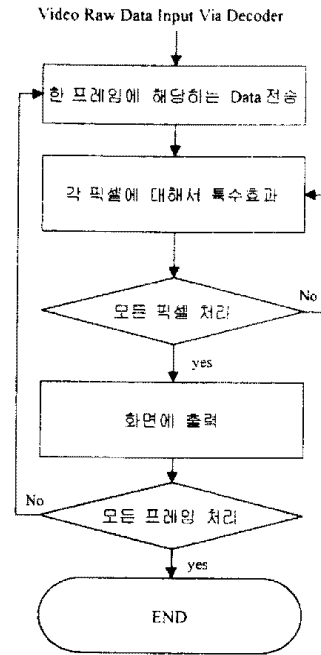 Video Raw Data Input Via Decoder
한 프레임에 해당하는 Data 전송
각 픽셀에 대해서 특수효과
모든 픽셀 처리
No
yes
화면에 출력
No
모든 프레임 처리
yes
END